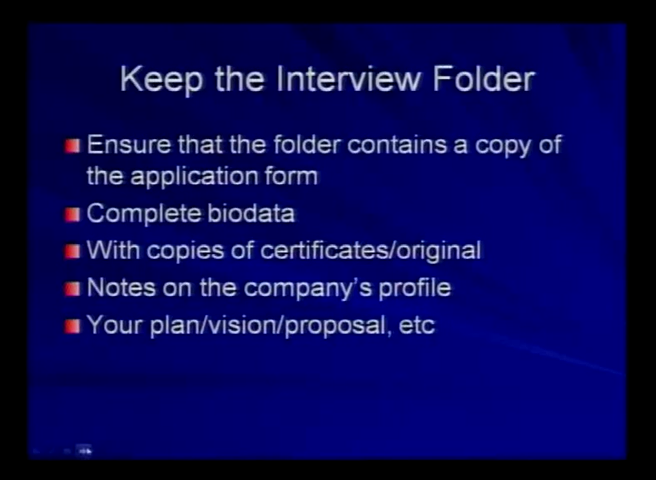 Keep the Interview Folder
Ensure that the folder contains a copy of
the application form
Complete biodata
With copies of certificates/original
Notes on the company's profile
Your plan/vision/proposal, etc